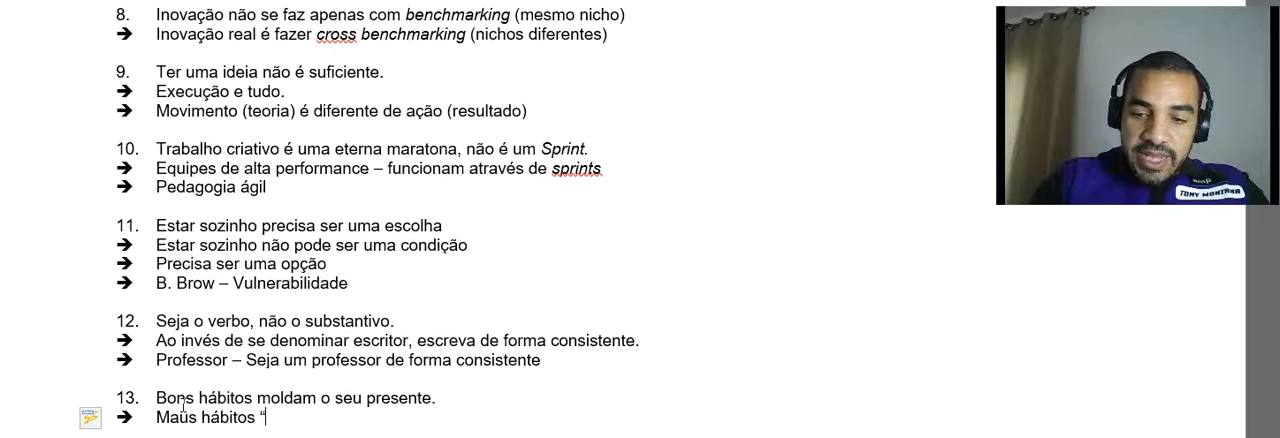 8. Inovação não se faz apenas com benchmarking (mesmo nicho)
➔ Inovação real é fazer cross benchmarking (nichos diferentes)
9. Ter uma ideia não é suficiente.
➔ Execução e tudo.
➔ Movimento (teoria) é diferente de ação (resultado)
10. Trabalho criativo é uma eterna maratona, não é um Sprint.
➔ Equipes de alta performance – funcionam através de sprints
➔ Pedagogia ágil
11. Estar sozinho precisa ser uma escolha
➔ Estar sozinho não pode ser uma condição
➔ Precisa ser uma opção
➔ B. Brow – Vulnerabilidade
12. Seja o verbo, não o substantivo.
➔ Ao invés de se denominar escritor, escreva de forma consistente.
➔ Professor – Seja um professor de forma consistente
13. Bons hábitos moldam o seu presente.
➔ Maus hábitos “
TONY MONTANA